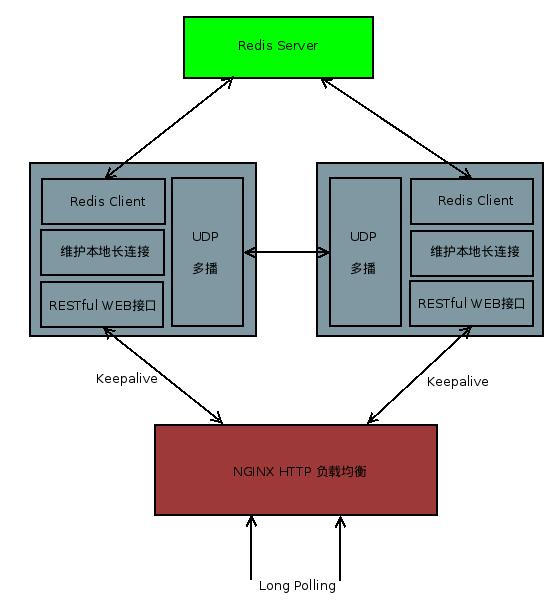 Redis Server
Redis Client
维护本地长连接
RESTful WEB接口
UDP
多播
UDP
多播
Redis Client
维护本地长连接
RESTful WEB接口
Keepalive
Keepalive
NGINX HTTP 负载均衡
Long Polling